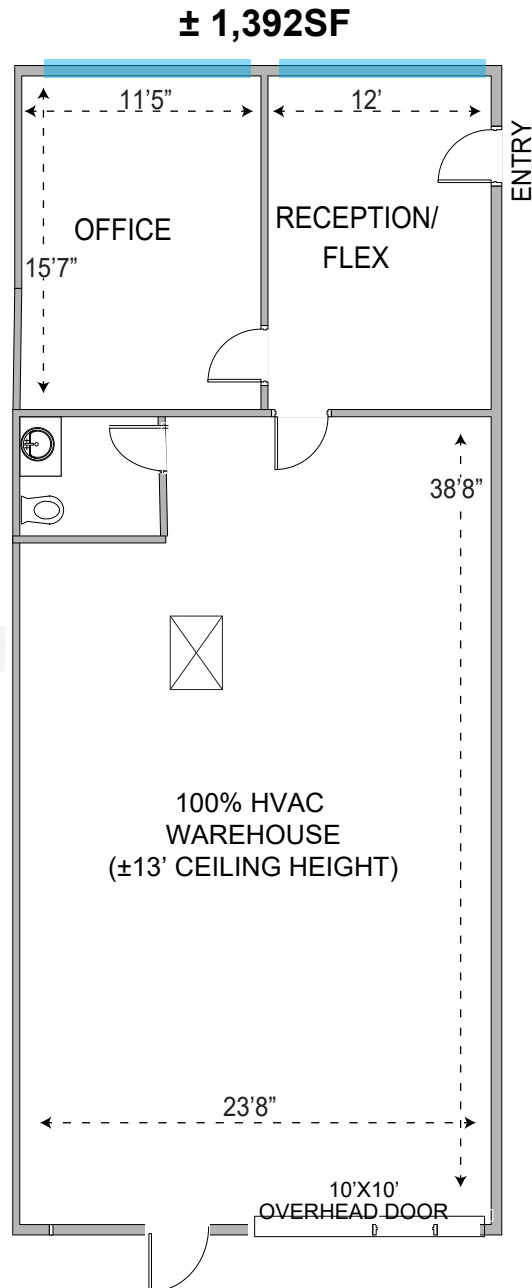 ± 1,392SF
11’5”
12’
ENTRY
OFFICE
RECEPTION/
FLEX
15’7”
38’8”
100% HVAC
WAREHOUSE
(±13’ CEILING HEIGHT)
23’8”
10’X10’
OVERHEAD DOOR